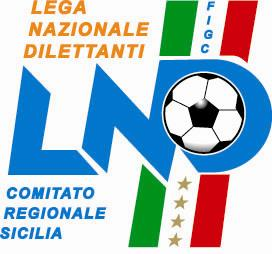 LEGA
NAZIONALE
DILETTANTI
FIGC
LND
COMITATO
REGIONALE
SICILIA